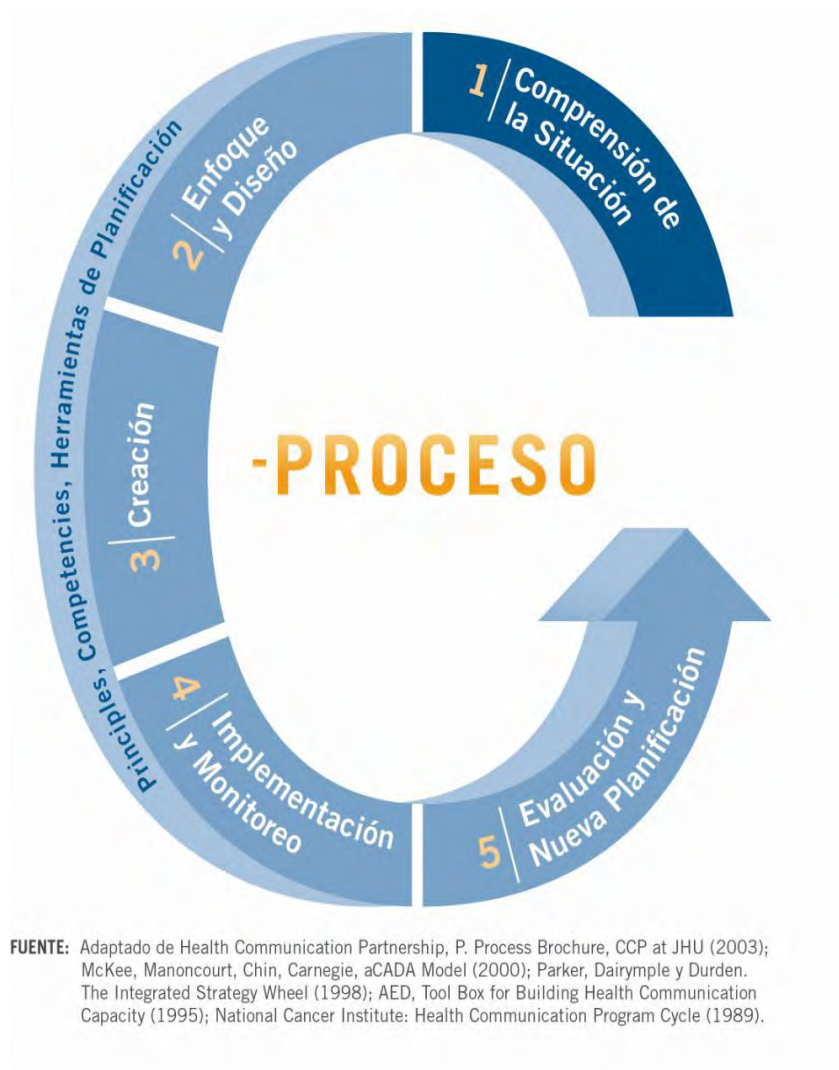 1
Comprensión de
la Situación
2
Enfoque
y Diseño
3
Creación
4
Implementación
y Monitoreo
5
Evaluación y
Nueva Planificación
Principles, Competencies, Herramientas de Planificación
-PROCESO
FUENTE: Adaptado de Health Communication Partnership, P. Process Brochure, CCP at JHU (2003);
McKee, Manoncourt, Chin, Carnegie, aCADA Model (2000); Parker, Dairymple y Durden.
The Integrated Strategy Wheel (1998); AED, Tool Box for Building Health Communication
Capacity (1995); National Cancer Institute: Health Communication Program Cycle (1989).